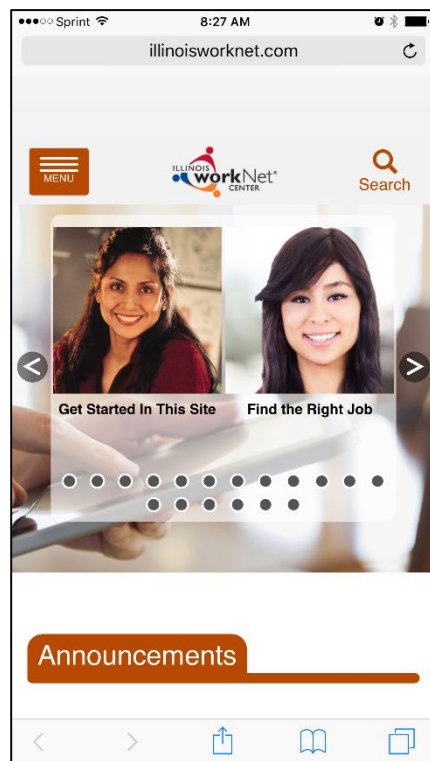 Sprint 8:27 AM
illinoisworknet.com
MENU
ILLINOIS
workNet®
CENTER
Search
< >
Get Started In This Site Find the Right Job
Announcements